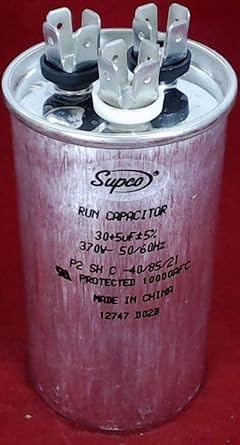 Supco
RUN CAPACITOR
30+5uF±5%
370V~ 50/60Hz
P2 SH C -40/85/21
PROTECTED 10000AFC
MADE IN CHINA
12747 D02B